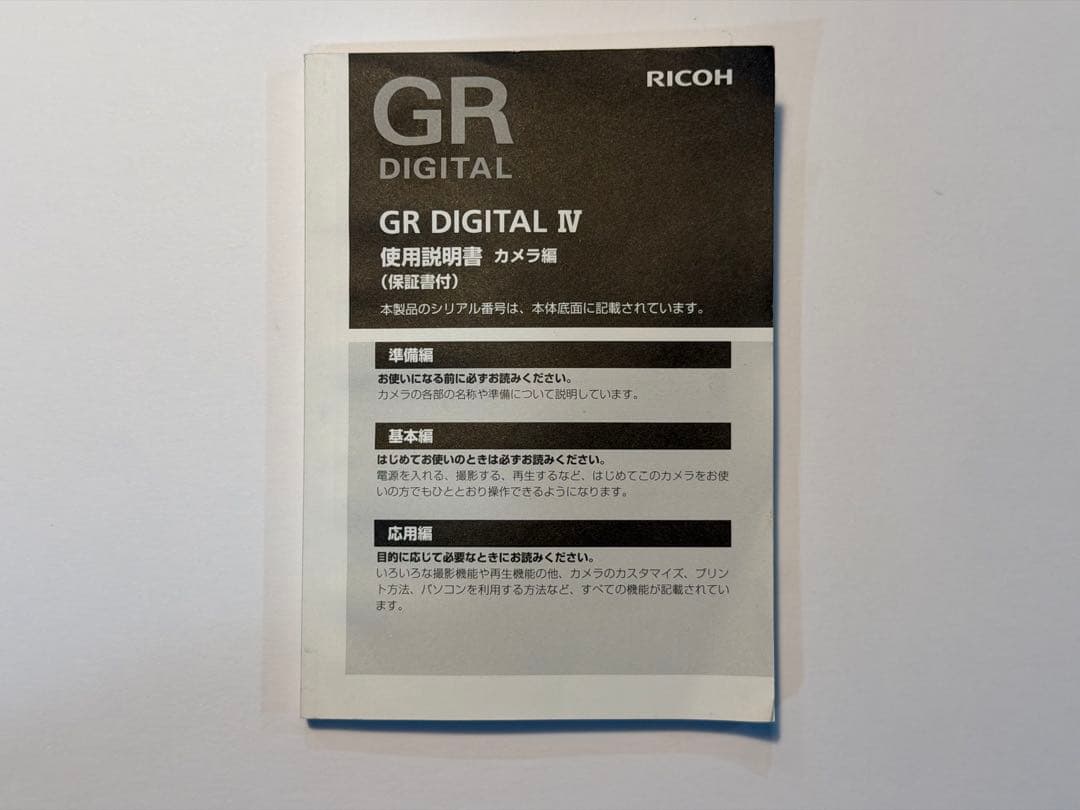 RICOH
GR
DIGITAL
GR DIGITAL Ⅳ
使用説明書 カメラ編
（保証書付）
本製品のシリアル番号は、本体底面に記載されています。
準備編
お使いになる前に必ずお読みください。
カメラの各部の名称や準備について説明しています。
基本編
はじめてお使いのときは必ずお読みください。
電源を入れる、撮影する、再生するなど、はじめてこのカメラをお使
いの方でもひととおり操作できるようになります。
応用編
目的に応じて必要なときにお読みください。
いろいろな撮影機能や再生機能の他、カメラのカスタマイズ、プリン
ト方法、パソコンを利用する方法など、すべての機能が記載されてい
ます。